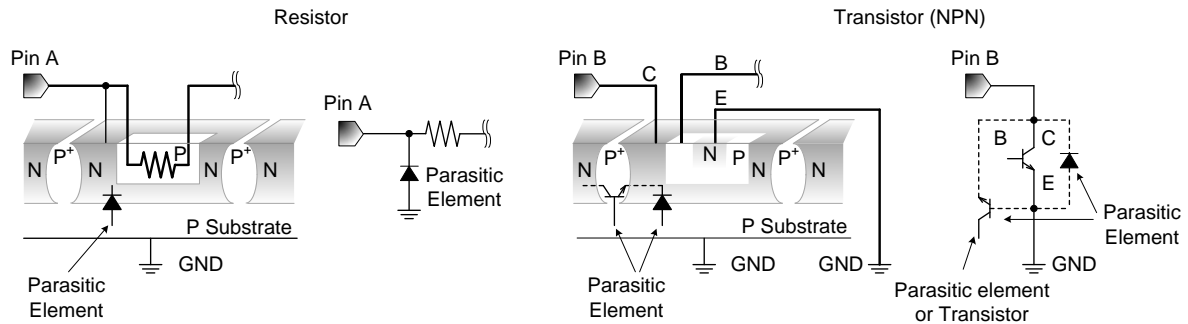 Resistor
Transistor (NPN)
Pin A
Pin A
N
P+
N
P
N
P+
N
Parasitic
Element
P Substrate
GND
Parasitic
Element
Pin B
C
B
E
N
P+
N
N
P
N
P+
N
P Substrate
GND
GND
Parasitic
Element
Pin B
B
C
E
Parasitic
Element
GND
Parasitic element
or Transistor